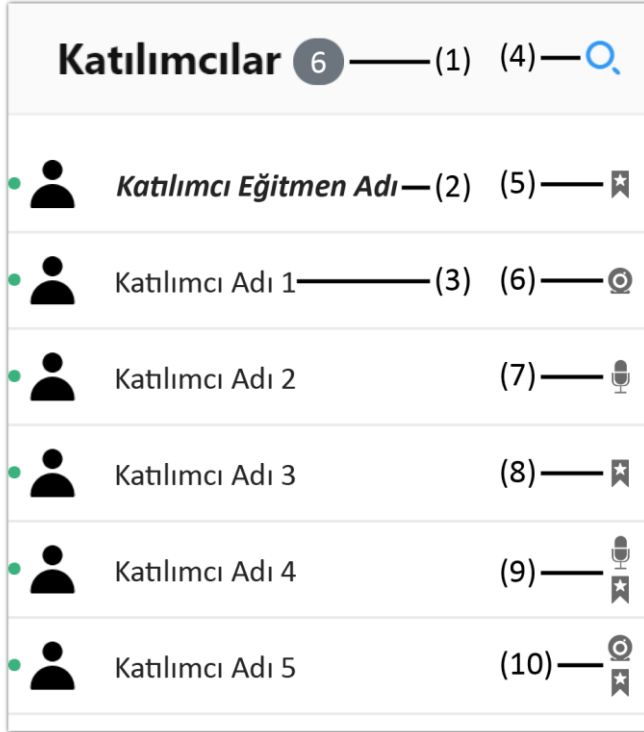 Katılımcılar 6 (1) (4)
Katılımcı Eğitmen Adı (2) (5)
Katılımcı Adı 1 (3) (6)
Katılımcı Adı 2 (7)
Katılımcı Adı 3 (8)
Katılımcı Adı 4 (9)
Katılımcı Adı 5 (10)